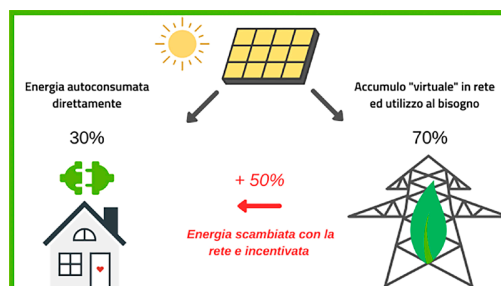 Energia autoconsumata
direttamente
30%
Accumulo "virtuale" in rete
ed utilizzo al bisogno
70%
+ 50%
Energia scambiata con la
rete e incentivata